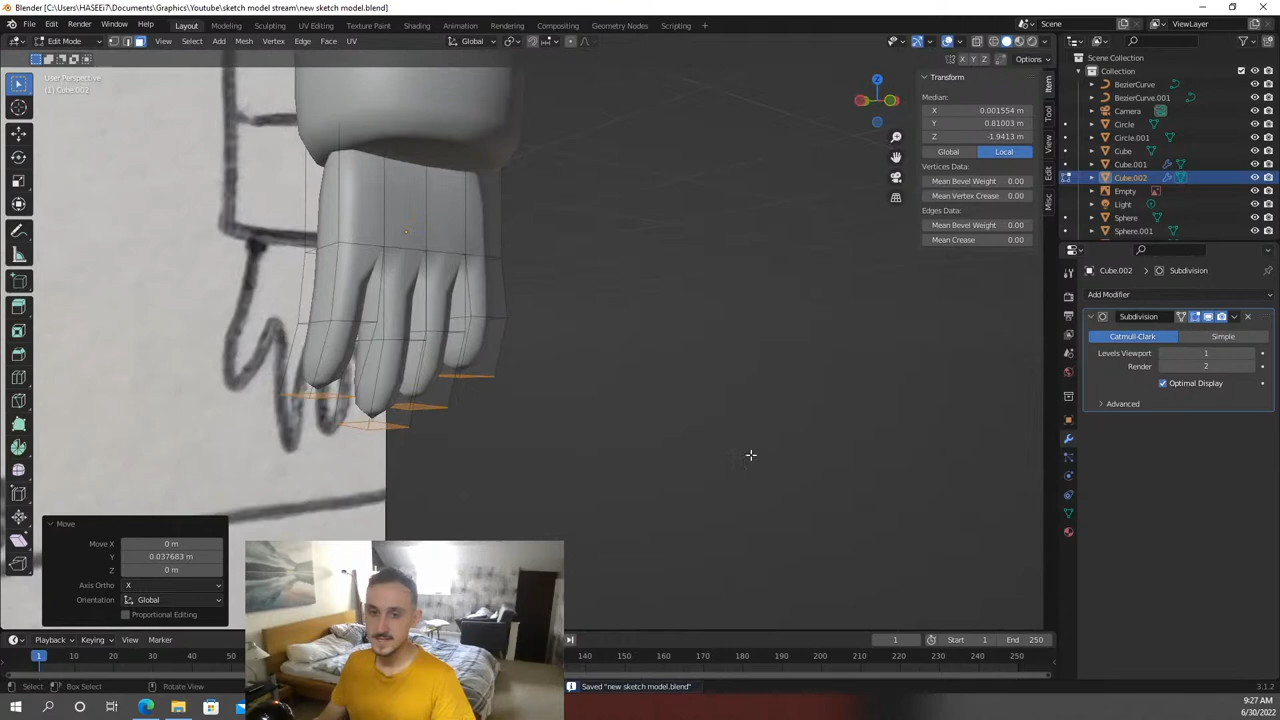 Blender [C:\Users\HASEEi7\Documents\Graphics\Youtube\sketch model stream\new sketch model.blend]
File Edit Render Window Help Layout Modeling Sculpting UV Editing Texture Paint Shading Animation Rendering Compositing Geometry Nodes Scripting + Scene ViewLayer
Edit Mode View Select Add Mesh Vertex Edge Face UV Global
X Y Z Options
User Perspective
(1) Cube.002
Transform
Median:
X 0.001554 m
Y 0.81003 m
Z -1.9413 m
Global Local
Vertices Data:
Mean Bevel Weight 0.00
Mean Vertex Crease 0.00
Edges Data:
Mean Bevel Weight 0.00
Mean Crease 0.00
Item
Tool
View
Edit
Misc
Scene Collection
Collection
BezierCurve
BezierCurve.001
Camera
Circle
Circle.001
Cube
Cube.001
Cube.002
Empty
Light
Sphere
Sphere.001
Cube.002 > Subdivision
Add Modifier
Subdivision
Catmull-Clark Simple
Levels Viewport 1
Render 2
Optimal Display
Advanced
Move
Move X 0 m
Y 0.037683 m
Z 0 m
Axis Ortho X
Orientation Global
Proportional Editing
Playback Keying View Marker
1 Start 1 End 250
1 10 20 30 40 50 140 150 160 170 180 190 200 210 220 230 240 250
Select Box Select Rotate View Saved "new sketch model.blend" 3.1.2
9:27 AM
6/30/2022